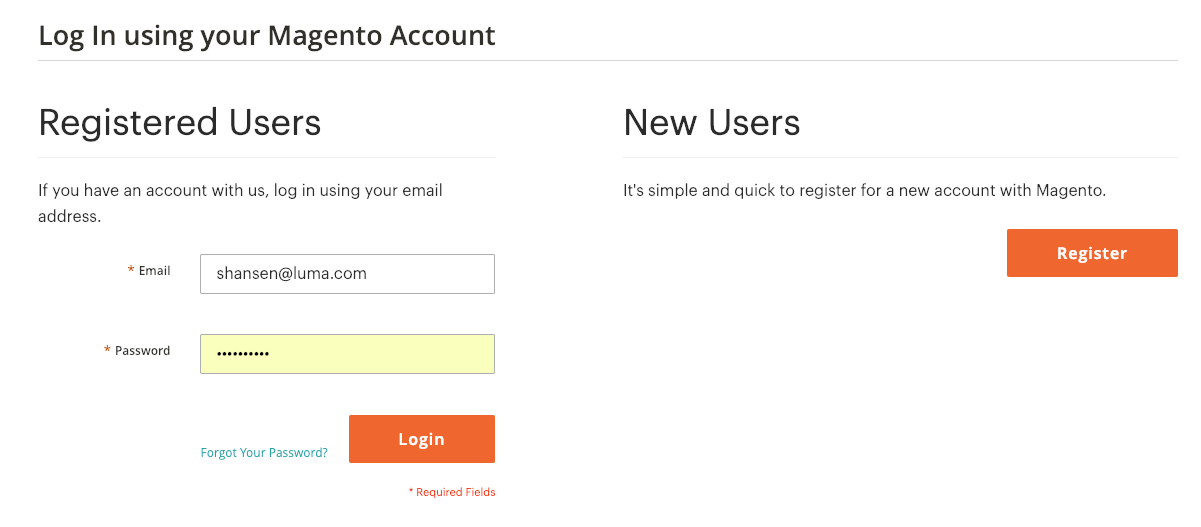 Log In using your Magento Account
Registered Users
If you have an account with us, log in using your email
address.
* Email
shansen@luma.com
* Password
••••••••••
Forgot Your Password?
Login
* Required Fields
New Users
It's simple and quick to register for a new account with Magento.
Register